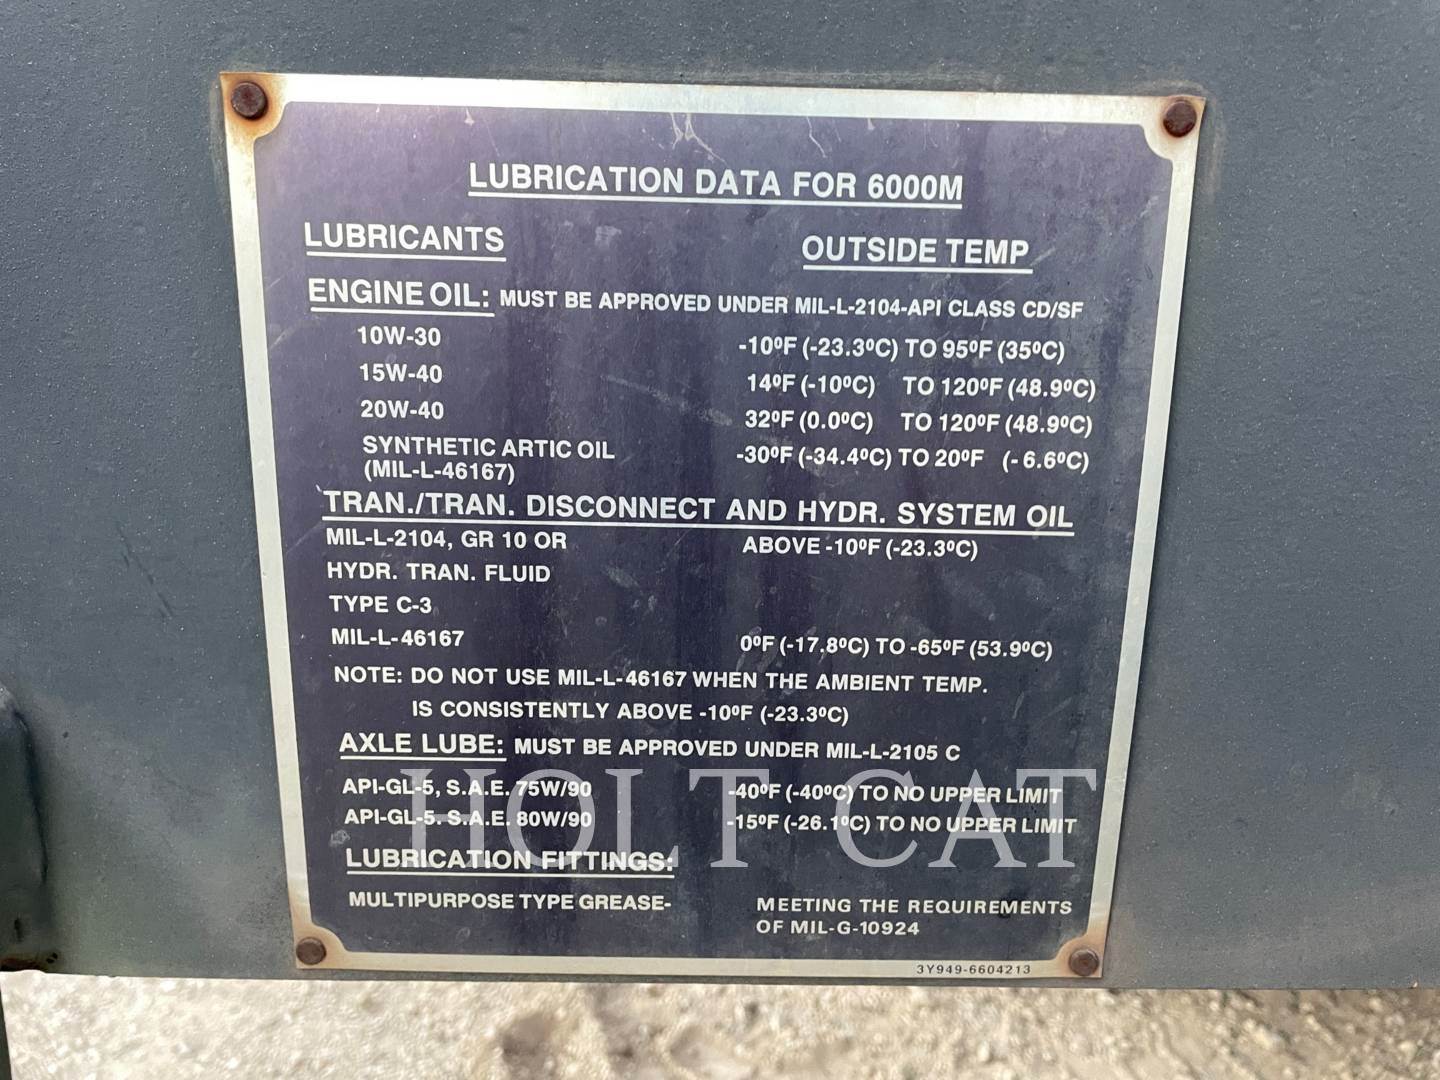 LUBRICATION DATA FOR 6000M
LUBRICANTS OUTSIDE TEMP
ENGINE OIL: MUST BE APPROVED UNDER MIL-L-2104-API CLASS CD/SF
10W-30 -10ºF (-23.3ºC) TO 95ºF (35ºC)
15W-40 14ºF (-10ºC) TO 120ºF (48.9ºC)
20W-40 32ºF (0.0ºC) TO 120ºF (48.9ºC)
SYNTHETIC ARTIC OIL -30ºF (-34.4ºC) TO 20ºF (-6.6ºC)
(MIL-L-46167)
TRAN./TRAN. DISCONNECT AND HYDR. SYSTEM OIL
MIL-L-2104, GR 10 OR ABOVE -10ºF (-23.3ºC)
HYDR. TRAN. FLUID
TYPE C-3
MIL-L-46167 0ºF (-17.8ºC) TO -65ºF (53.9ºC)
NOTE: DO NOT USE MIL-L-46167 WHEN THE AMBIENT TEMP.
IS CONSISTENTLY ABOVE -10ºF (-23.3ºC)
AXLE LUBE: MUST BE APPROVED UNDER MIL-L-2105 C
API-GL-5, S.A.E. 75W/90 -40ºF (-40ºC) TO NO UPPER LIMIT
API-GL-5. S.A.E. 80W/90 -15ºF (-26.1ºC) TO NO UPPER LIMIT
HOLT CAT
LUBRICATION FITTINGS:
MULTIPURPOSE TYPE GREASE- MEETING THE REQUIREMENTS
OF MIL-G-10924
3Y949-6604213